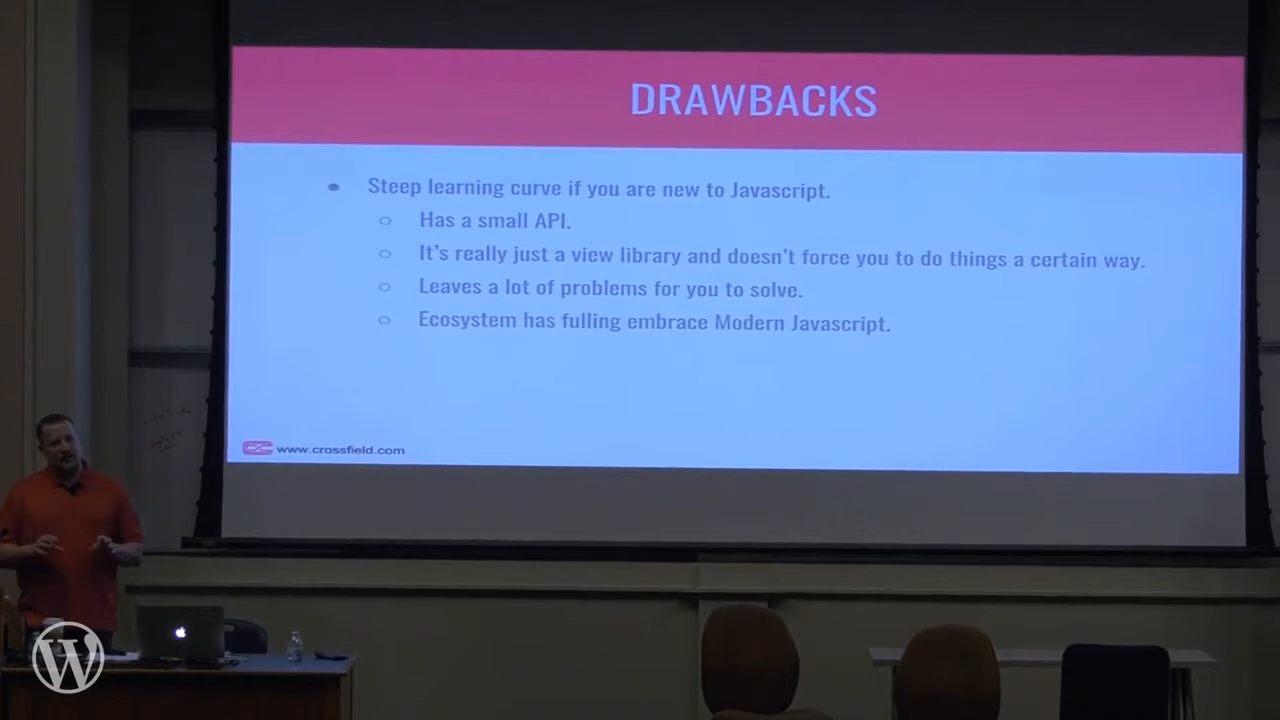 DRAWBACKS
Steep learning curve if you are new to Javascript.
Has a small API.
It's really just a view library and doesn't force you to do things a certain way.
Leaves a lot of problems for you to solve.
Ecosystem has fulling embrace Modern Javascript.
www.crossfield.com